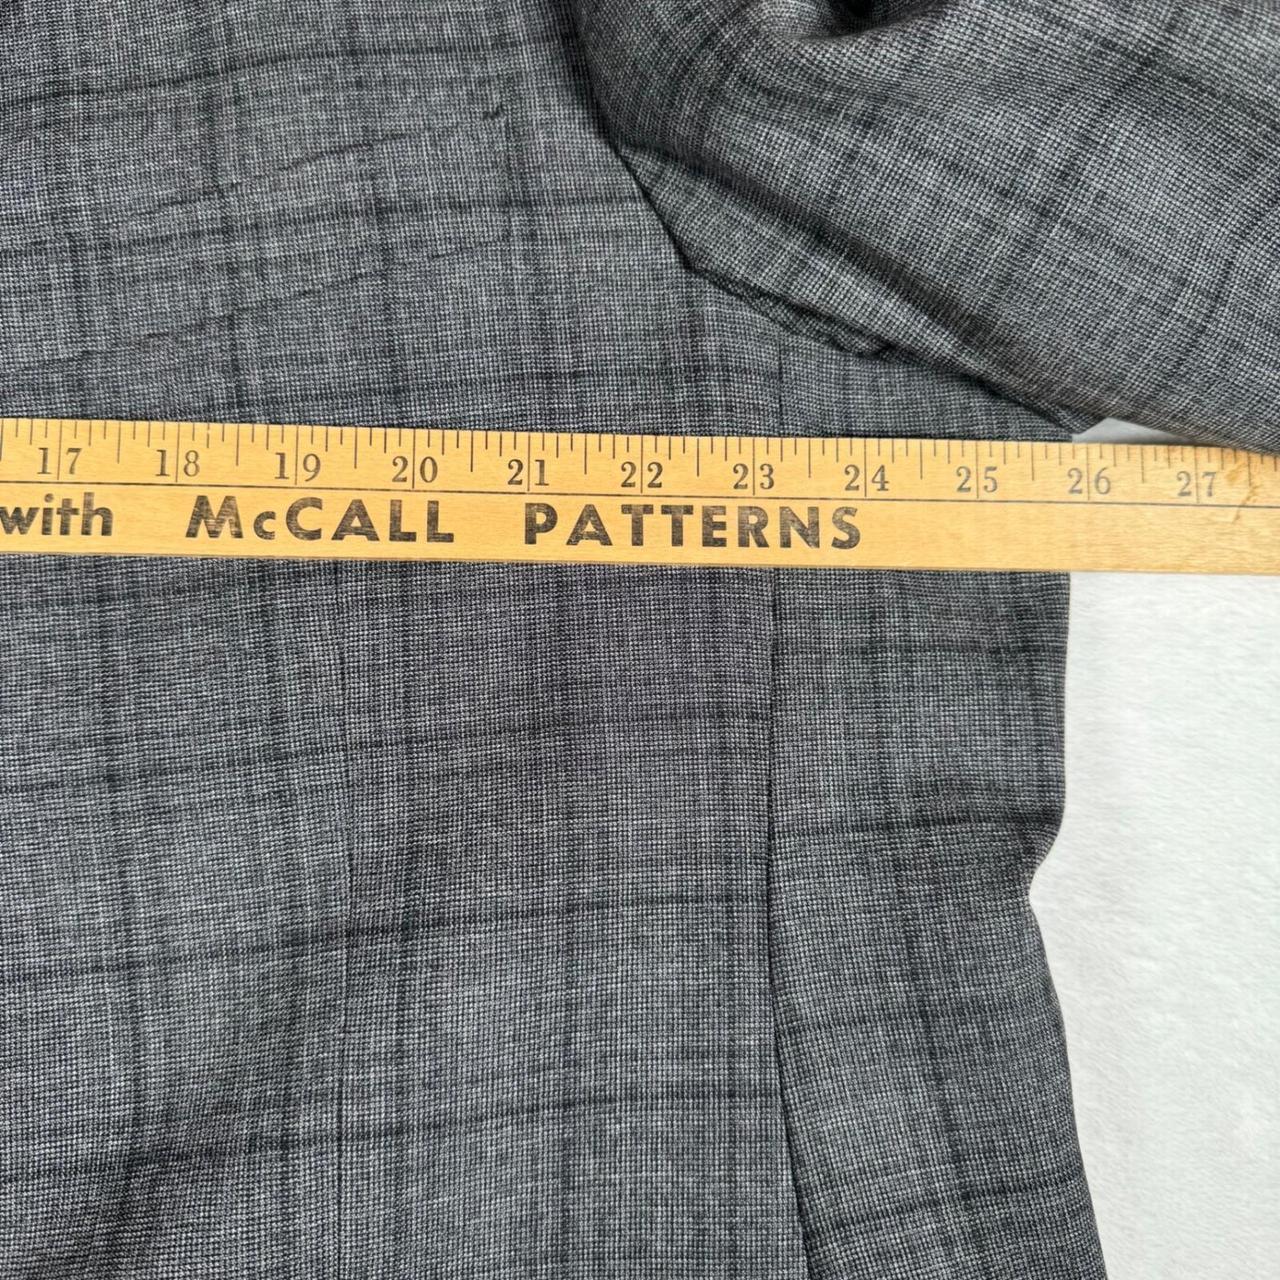 17 18 19 20 21 22 23 24 25 26 27
with McCALL PATTERNS